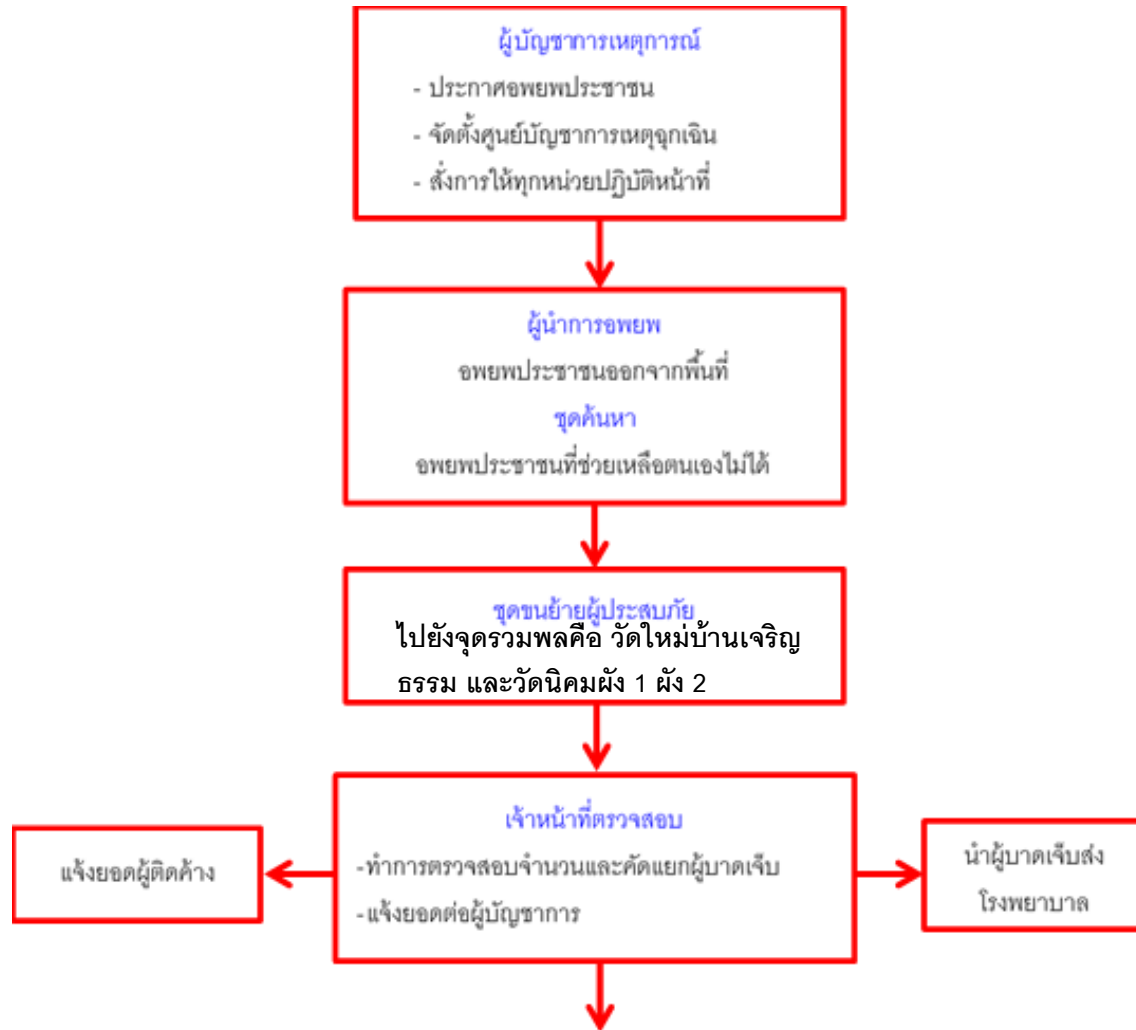 ผู้บัญชาการเหตุการณ์
- ประกาศอพยพประชาชน
- จัดตั้งศูนย์บัญชาการเหตุฉุกเฉิน
- สั่งการให้ทุกหน่วยปฏิบัติหน้าที่
ผู้นำการอพยพ
อพยพประชาชนออกจากพื้นที่
ชุดค้นหา
อพยพประชาชนที่ช่วยเหลือตนเองไม่ได้
ชุดขนย้ายผู้ประสบภัย
ไปยังจุดรวมพลคือ วัดใหม่บ้านเจริญ
ธรรม และวัดนิคมผัง 1 ผัง 2
เจ้าหน้าที่ตรวจสอบ
-ทำการตรวจสอบจำนวนและคัดแยกผู้บาดเจ็บ
-แจ้งยอดต่อผู้บัญชาการ
แจ้งยอดผู้ติดค้าง
นำผู้บาดเจ็บส่ง
โรงพยาบาล